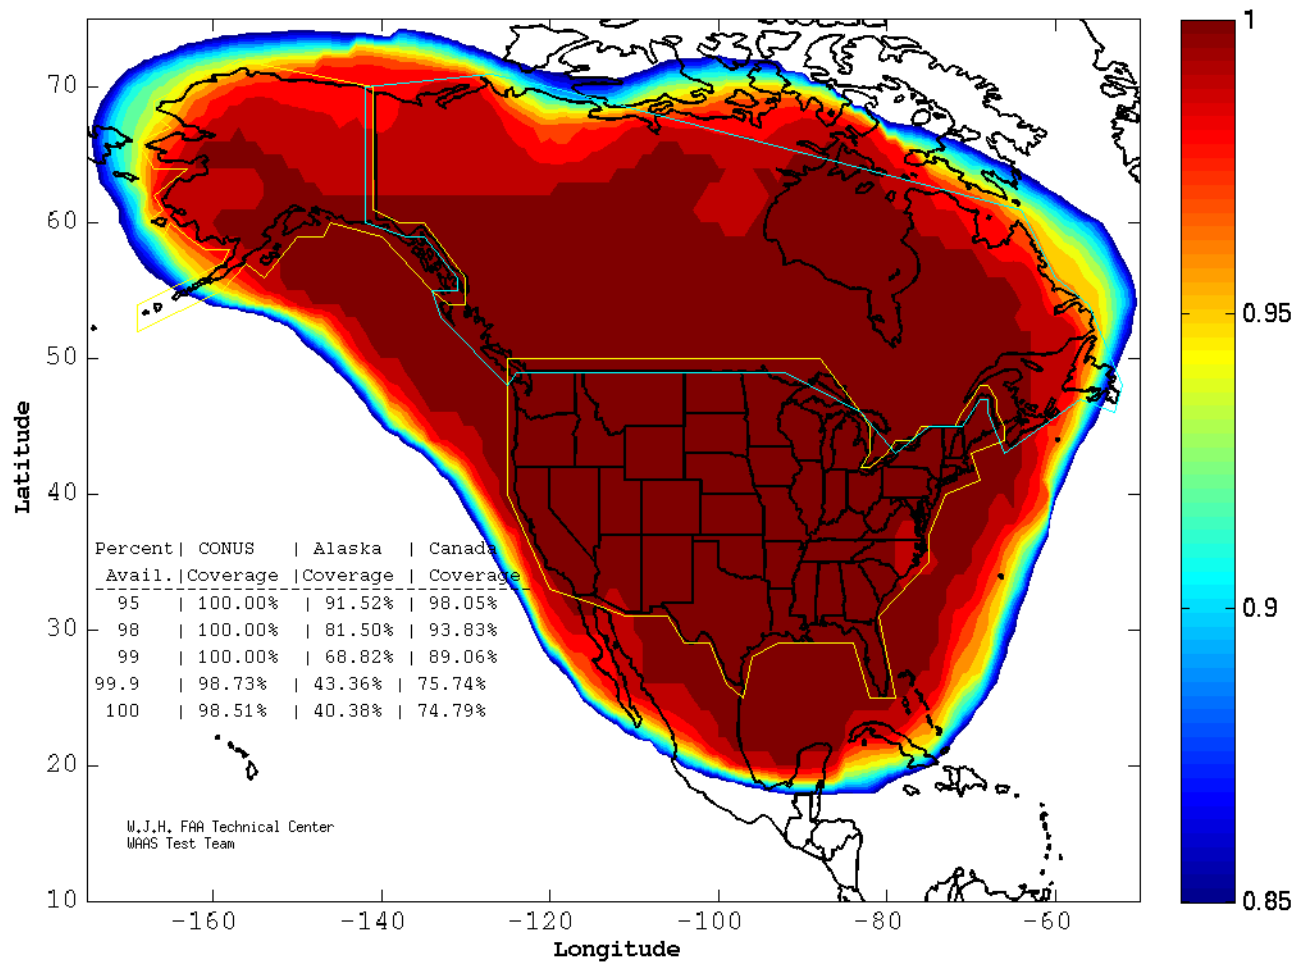 1
70
0.95
60
50
Latitude
40
Percent| CONUS | Alaska | Canada
Avail.|Coverage |Coverage | Coverage
95 | 100.00% | 91.52% | 98.05%
0.9
98 | 100.00% | 81.50% | 93.83%
30
99 | 100.00% | 68.82% | 89.06%
99.9 | 98.73% | 43.36% | 75.74%
100 | 98.51% | 40.38% | 74.79%
20
W.J.H. FAA Technical Center
WAAS Test Team
10
0.85
-160 -140 -120 -100 -80 -60
Longitude